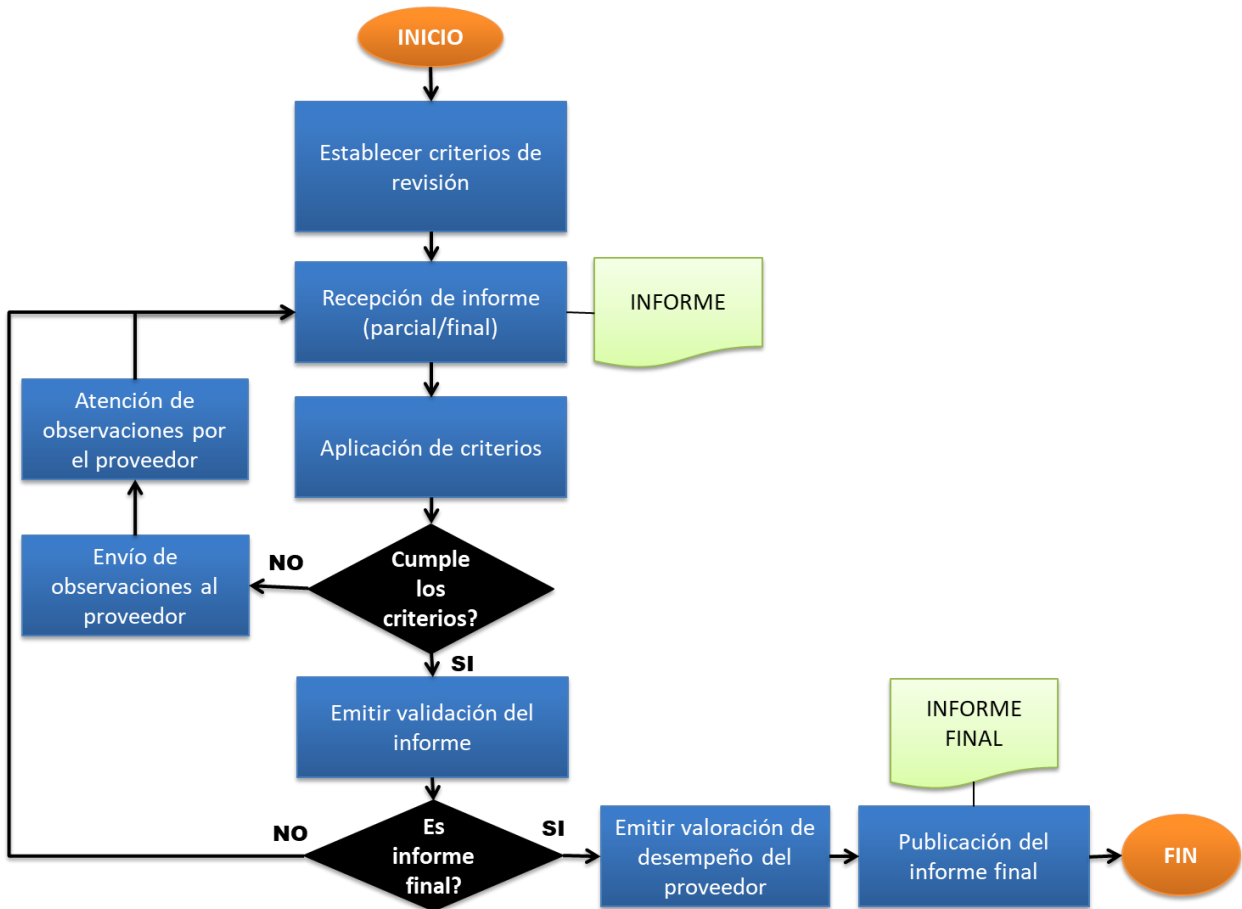 INICIO
Establecer criterios de
revisión
Recepción de informe
(parcial/final)
INFORME
Atención de
observaciones por
el proveedor
Aplicación de criterios
Envío de
observaciones al
proveedor
NO
Cumple
los
criterios?
SI
Emitir validación del
informe
INFORME
FINAL
NO
Es
informe
final?
SI
Emitir valoración de
desempeño del
proveedor
Publicación del
informe final
FIN